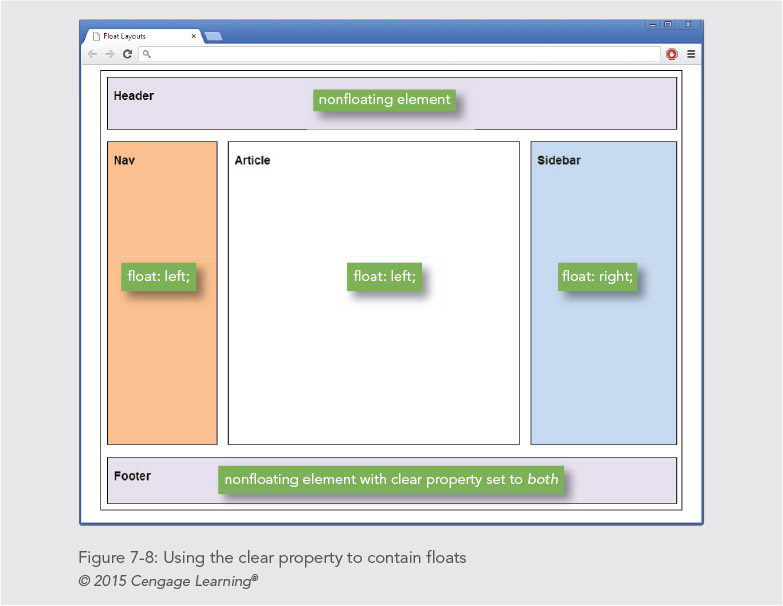 Float Layouts
Header
nonfloating element
Nav
Article
Sidebar
float: left;
float: left;
float: right;
Footer
nonfloating element with clear property set to both
Figure 7-8: Using the clear property to contain floats
© 2015 Cengage Learning®